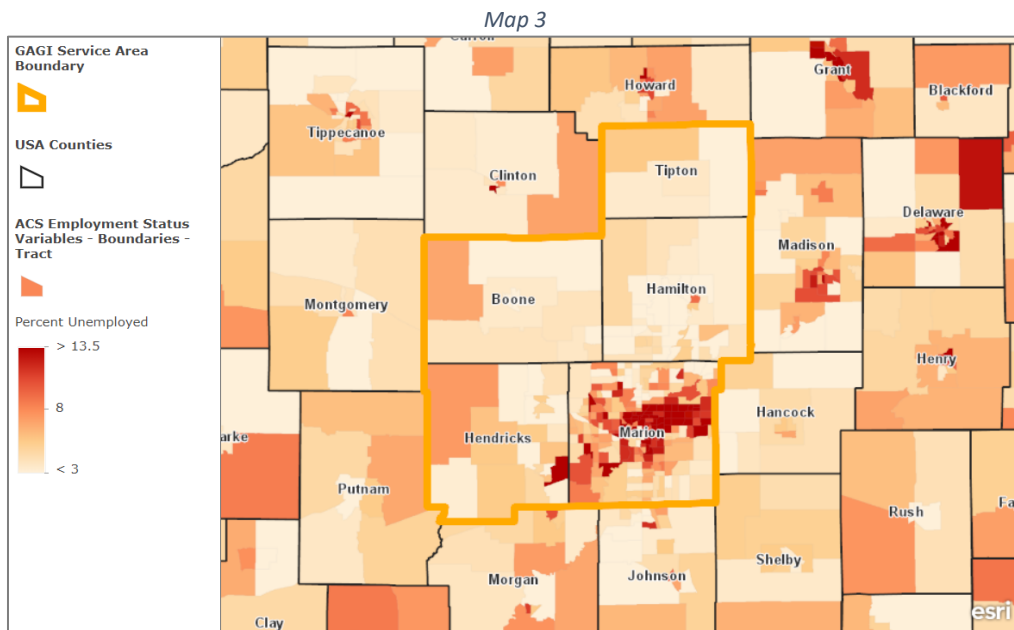 Map 3
GAGI Service Area
Boundary
USA Counties
ACS Employment Status
Variables - Boundaries -
Tract
Percent Unemployed
> 13.5
8
< 3
Howard
Grant
Blackford
Tippecanoe
Clinton
Tipton
Delaware
Madison
Montgomery
Boone
Hamilton
Henry
Hancock
Hendricks
Marion
arke
Putnam
Rush
Fa
Shelby
Morgan
Johnson
Clay
esri